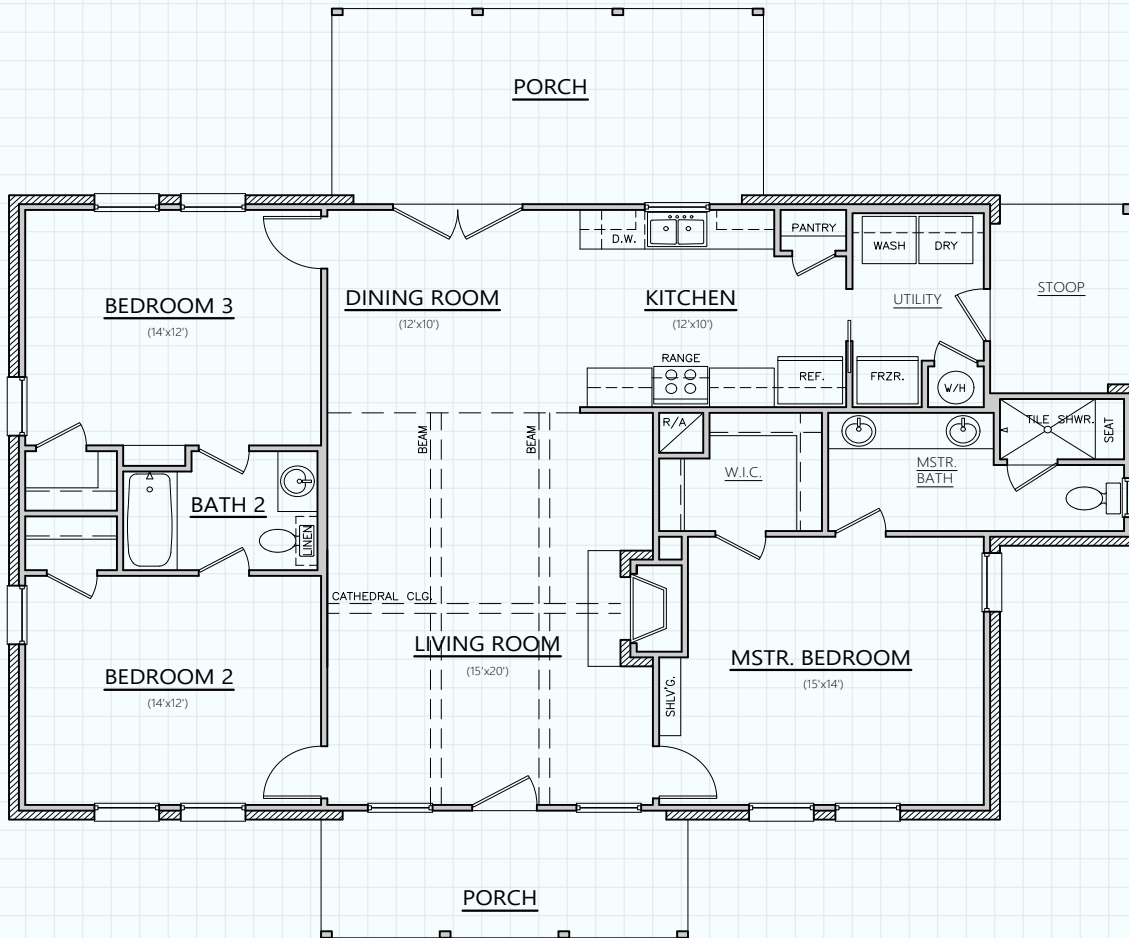 PORCH
D.W.
PANTRY
WASH
DRY
BEDROOM 3
(14'x12')
DINING ROOM
(12'x10')
KITCHEN
(12'x10')
UTILITY
STOOP
RANGE
REF.
FRZR.
W/H
BEAM
BEAM
R/A
TILE SHWR.
SEAT
W.I.C.
MSTR.
BATH
BATH 2
LINEN
CATHEDRAL CLG.
LIVING ROOM
(15'x20')
MSTR. BEDROOM
(15'x14')
BEDROOM 2
(14'x12')
SHLV'G.
PORCH